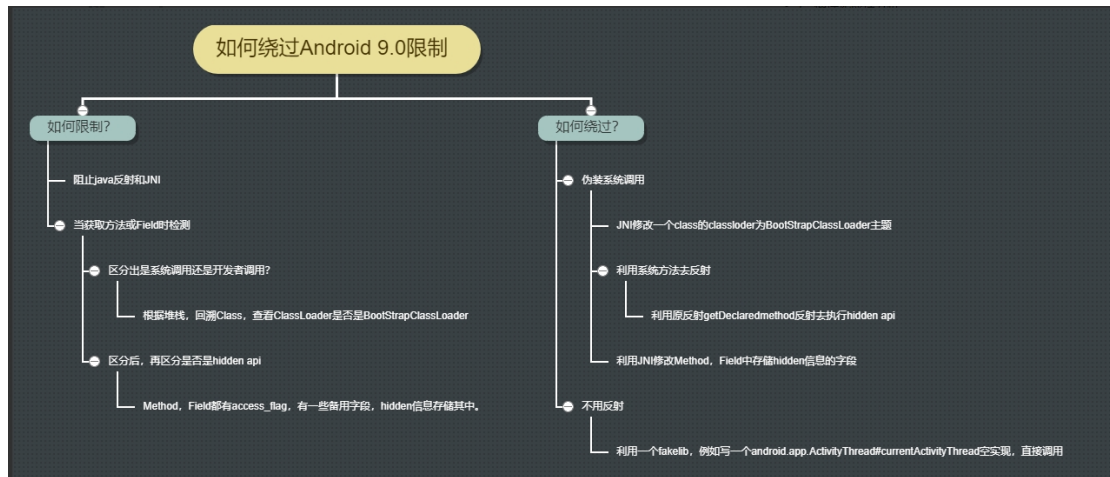 如何绕过Android 9.0限制
如何限制？
阻止java反射和JNI
当获取方法或Field时检测
区分出是系统调用还是开发者调用？
根据堆栈，回溯Class，查看ClassLoader是否是BootStrapClassLoader
区分后，再区分是否是hidden api
Method，Field都有access_flag，有一些备用字段，hidden信息存储其中。
如何绕过？
伪装系统调用
JNI修改一个class的classloder为BootStrapClassLoader主题
利用系统方法去反射
利用原反射getDeclaredmethod反射去执行hidden api
利用JNI修改Method，Field中存储hidden信息的字段
不用反射
利用一个fakelib，例如写一个android.app.ActivityThread#currentActivityThread空实现，直接调用